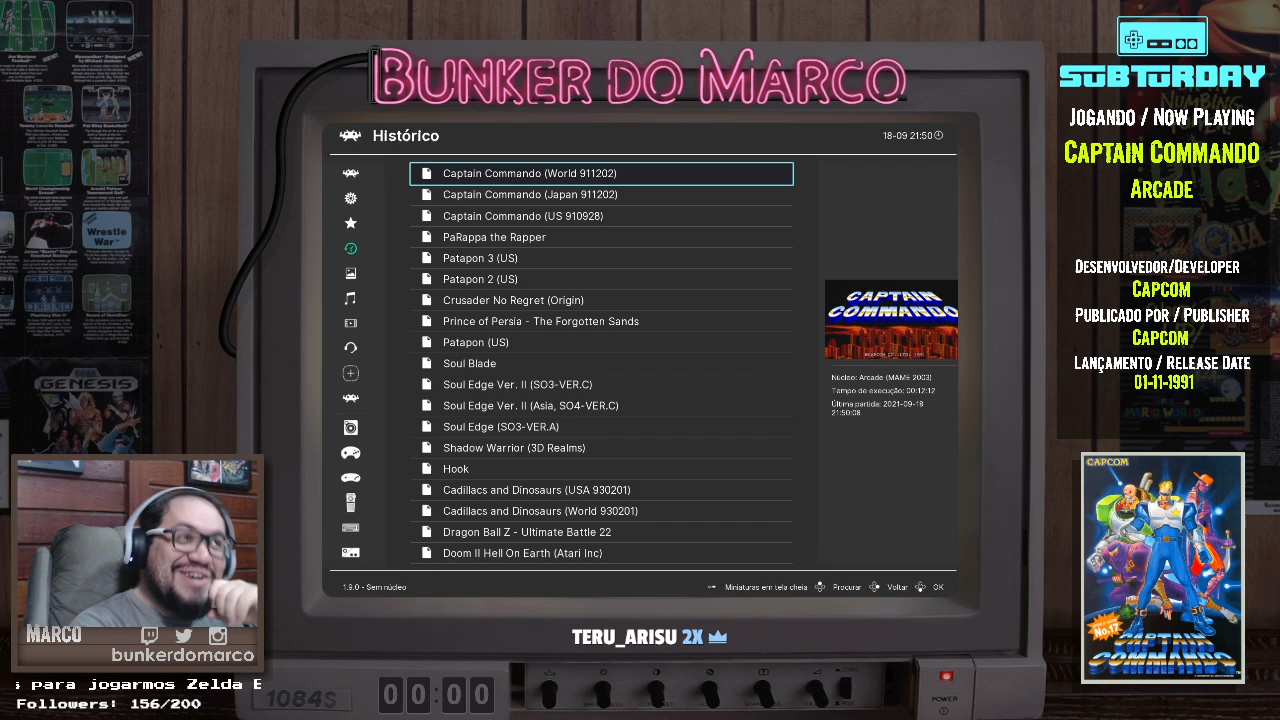 BUNKER DO MARCO
Histórico
18-09 21:50
Captain Commando (World 911202)
Captain Commando (Japan 911202)
Captain Commando (US 910928)
PaRappa the Rapper
Patapon 3 (US)
Patapon 2 (US)
Crusader No Regret (Origin)
Prince of Persia - The Forgotten Sands
Patapon (US)
Soul Blade
Soul Edge Ver. II (SO3-VER.C)
Soul Edge Ver. II (Asia, SO4-VER.C)
Soul Edge (SO3-VER.A)
Shadow Warrior (3D Realms)
Hook
Cadillacs and Dinosaurs (USA 930201)
Cadillacs and Dinosaurs (World 930201)
Dragon Ball Z - Ultimate Battle 22
Doom II Hell On Earth (Atari Inc)
CAPTAIN
COMMANDO
©CAPCOM CO.,LTD. 1991
Núcleo: Arcade (MAME 2003)
Tempo de execução: 00:12:12
Última partida: 2021-09-18
21:50:08
1.9.0 - Sem núcleo
Miniaturas em tela cheia
Procurar
Voltar
OK
TERU_ARISU 2X
1084S
00:00
POWER
SUBTURDAY
JOGANDO / NOW PLAYING
CAPTAIN COMMANDO
ARCADE
DESENVOLVEDOR/DEVELOPER
CAPCOM
PUBLICADO POR / PUBLISHER
CAPCOM
LANÇAMENTO / RELEASE DATE
01-11-1991
CAPCOM
No.17
CAPTAIN
COMMANDO
Wrestle
War™
GENESIS
MARCO
bunkerdomarco
: para jogarmos Zelda E
Followers: 156/200